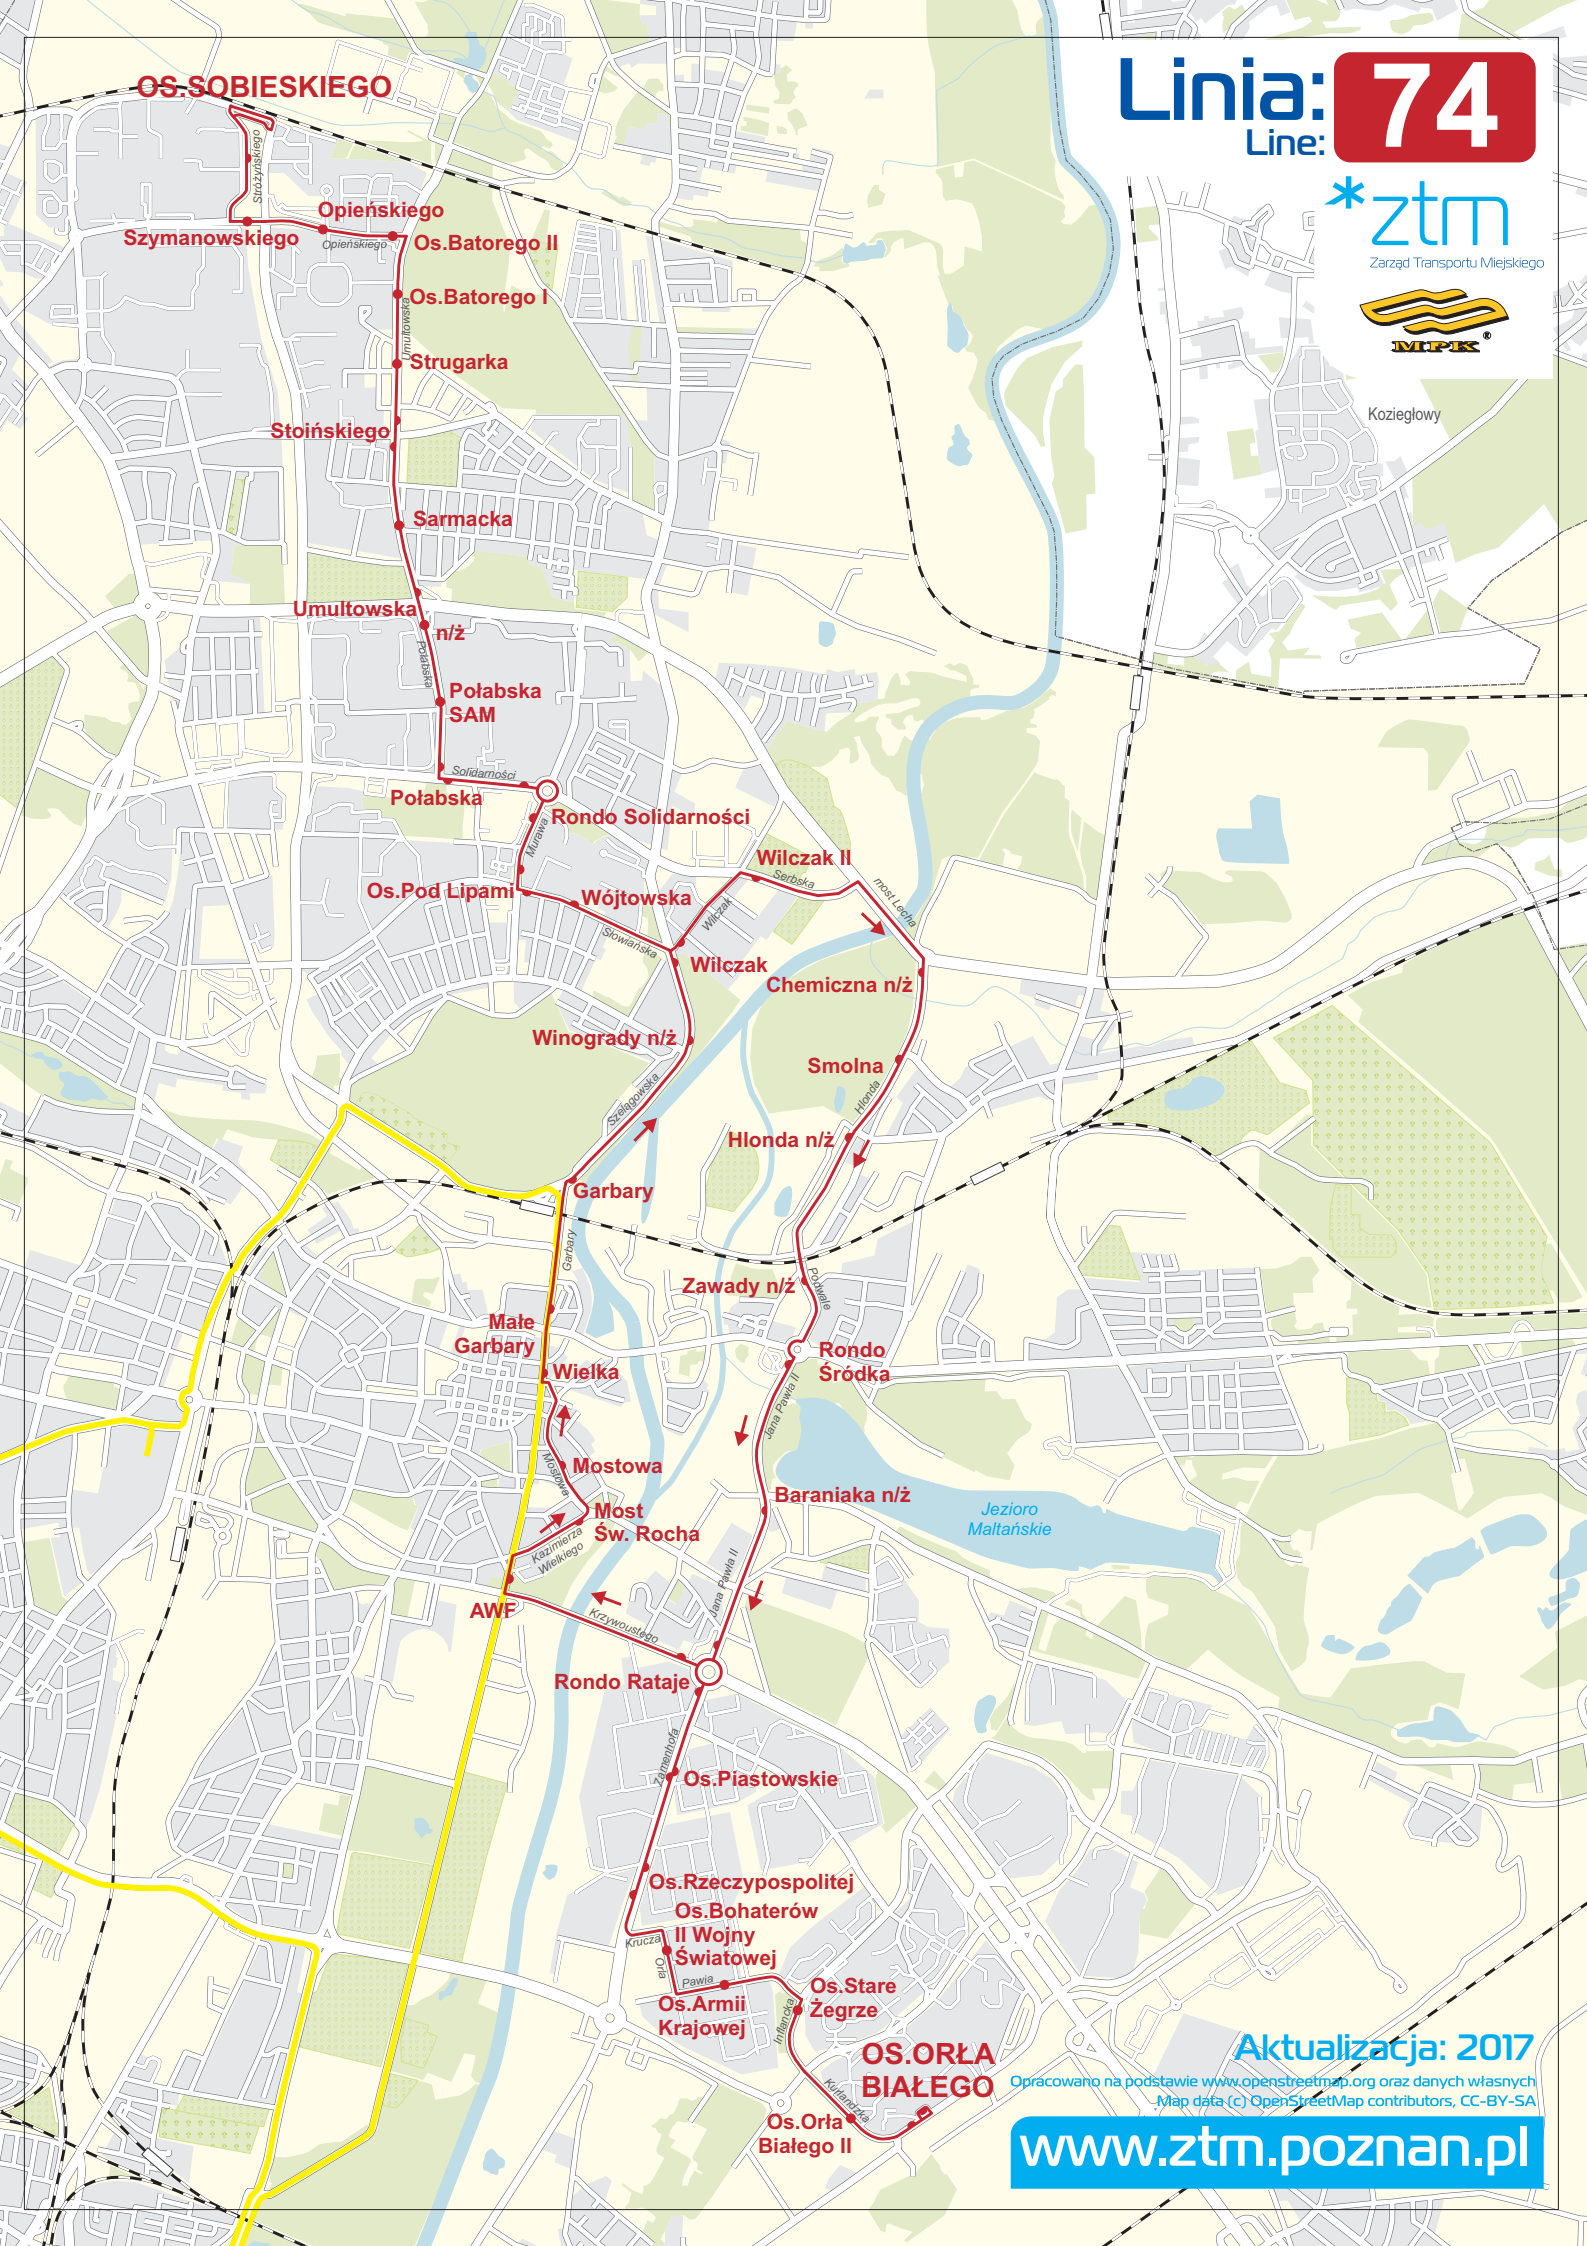 Linia:
Line:
74
ztm
Zarząd Transportu Miejskiego
MPK
®
OS.SOBIESKIEGO
Stróżyńskiego
Szymanowskiego
Opieńskiego
Opieńskiego
Os.Batorego II
Os.Batorego I
Umultowska
Strugarka
Stoińskiego
Koziegłowy
Sarmacka
Umultowska
n/ż
Połabska
Połabska
SAM
Solidarności
Połabska
Rondo Solidarności
Murawa
Os.Pod Lipami
Wójtowska
Słowiańska
Wilczak II
Serbska
Wilczak
most Lecha
Wilczak
Chemiczna n/ż
Winogrady n/ż
Szelągowska
Smolna
Hlonda
Hlonda n/ż
Garbary
Garbary
Zawady n/ż
Podwale
Małe
Garbary
Rondo
Śródka
Wielka
Jana Pawła II
Mostowa
Mostowa
Baraniaka n/ż
Jezioro
Maltańskie
Most
Św. Rocha
Kazimierza
Wielkiego
Jana Pawła II
AWF
Krzywoustego
Rondo Rataje
Zamenhofa
Os.Piastowskie
Os.Rzeczypospolitej
Os.Bohaterów
II Wojny
Światowej
Krucza
Orla
Pawia
Os.Armii
Krajowej
Os.Stare
Żegrze
Inflancka
OS.ORŁA
BIAŁEGO
Kurlandzka
Os.Orła
Białego II
Aktualizacja: 2017
Opracowano na podstawie www.openstreetmap.org oraz danych własnych
Map data (c) OpenStreetMap contributors, CC-BY-SA
www.ztm.poznan.pl